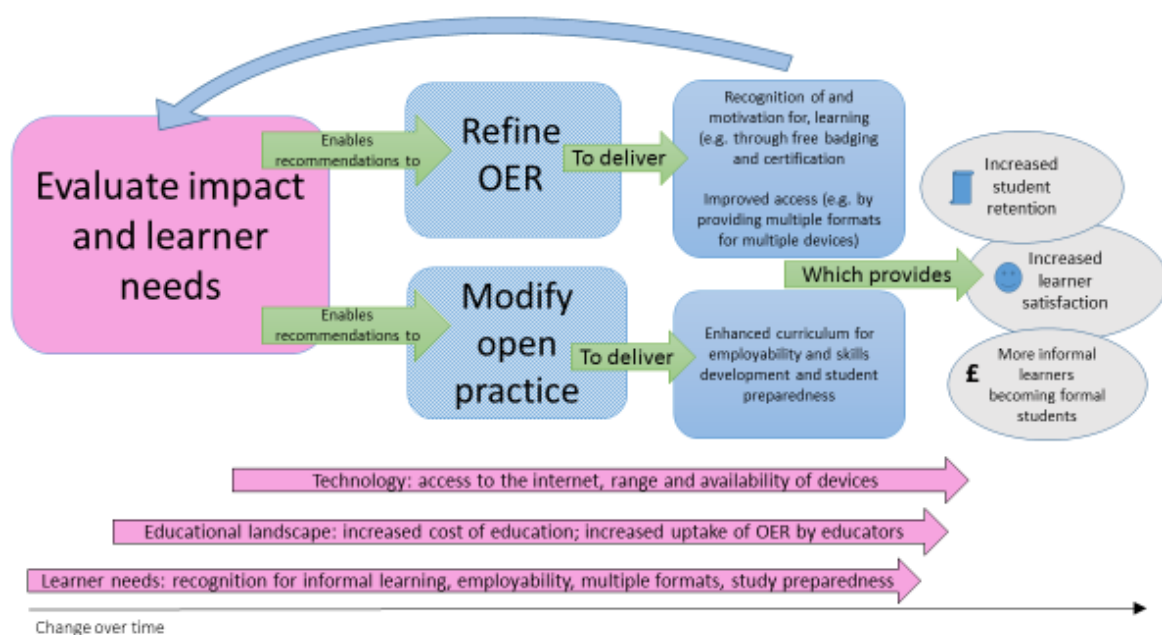 Evaluate impact
and learner
needs
Enables
recommendations to
Refine
OER
To deliver
Recognition of and
motivation for, learning
(e.g. through free badging
and certification
Improved access (e.g. by
providing multiple formats
for multiple devices)
Enables
recommendations to
Modify
open
practice
To deliver
Enhanced curriculum for
employability and skills
development and student
preparedness
Which provides
Increased
student
retention
Increased
learner
satisfaction
£
More informal
learners
becoming formal
students
Technology: access to the internet, range and availability of devices
Educational landscape: increased cost of education; increased uptake of OER by educators
Learner needs: recognition for informal learning, employability, multiple formats, study preparedness
Change over time